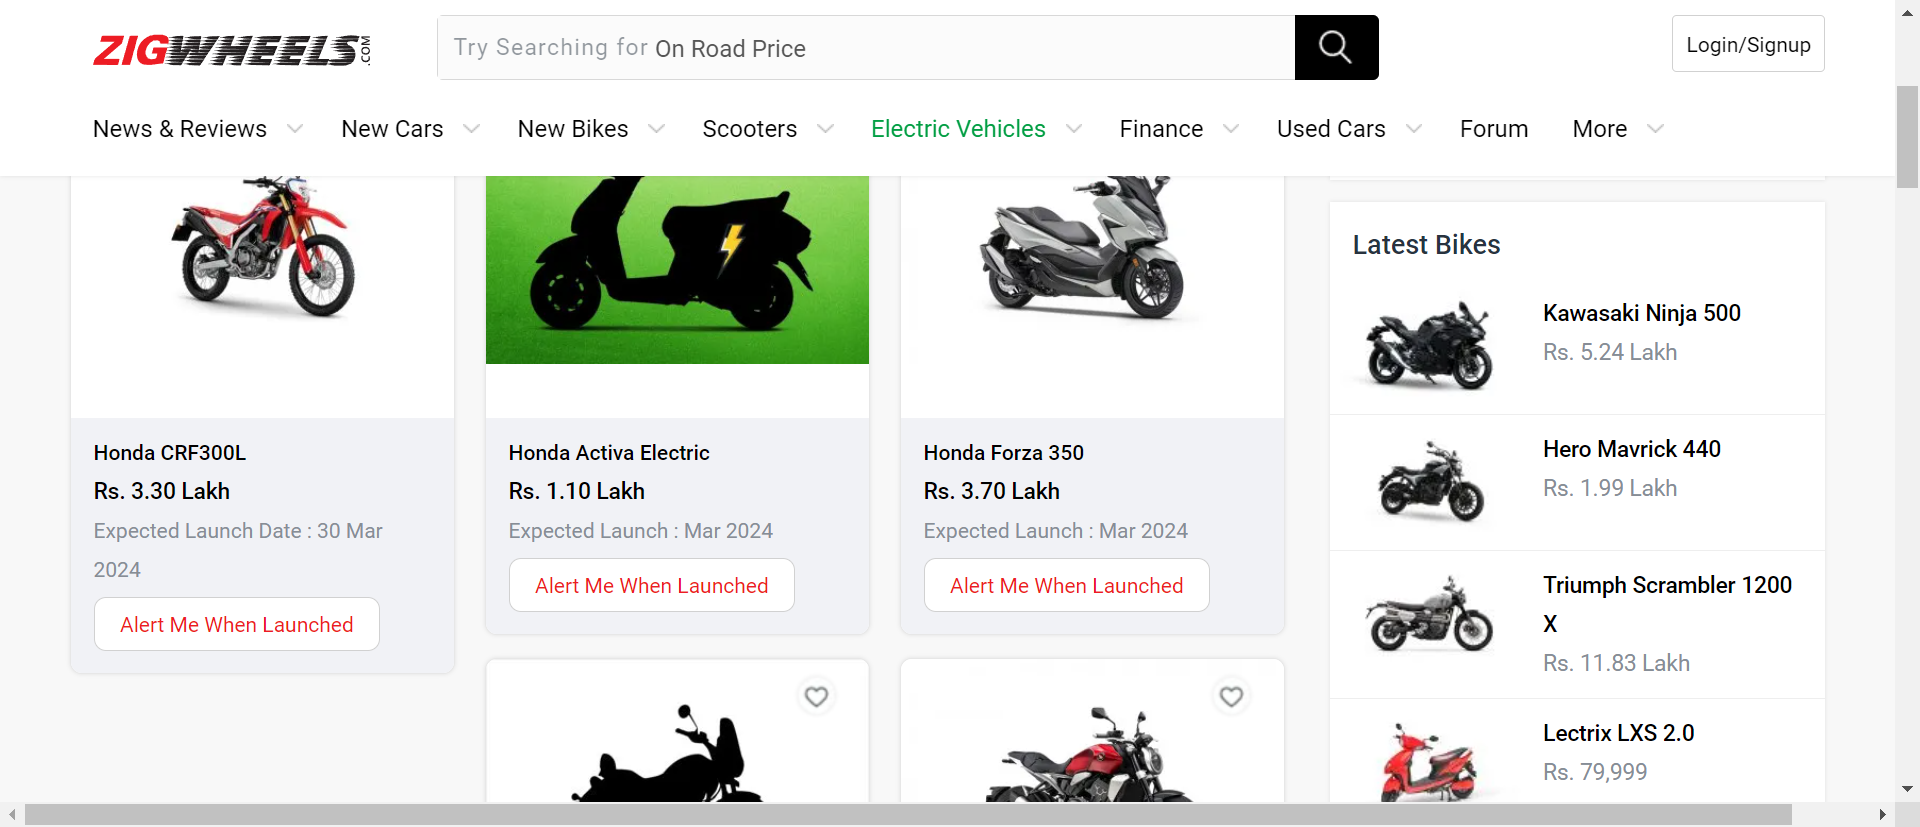 ZIGWHEELS.COM
Try Searching for On Road Price
Login/Signup
News & Reviews
New Cars
New Bikes
Scooters
Electric Vehicles
Finance
Used Cars
Forum
More
Honda CRF300L
Rs. 3.30 Lakh
Expected Launch Date : 30 Mar
2024
Alert Me When Launched
Honda Activa Electric
Rs. 1.10 Lakh
Expected Launch : Mar 2024
Alert Me When Launched
Honda Forza 350
Rs. 3.70 Lakh
Expected Launch : Mar 2024
Alert Me When Launched
Latest Bikes
Kawasaki Ninja 500
Rs. 5.24 Lakh
Hero Mavrick 440
Rs. 1.99 Lakh
Triumph Scrambler 1200
X
Rs. 11.83 Lakh
Lectrix LXS 2.0
Rs. 79,999